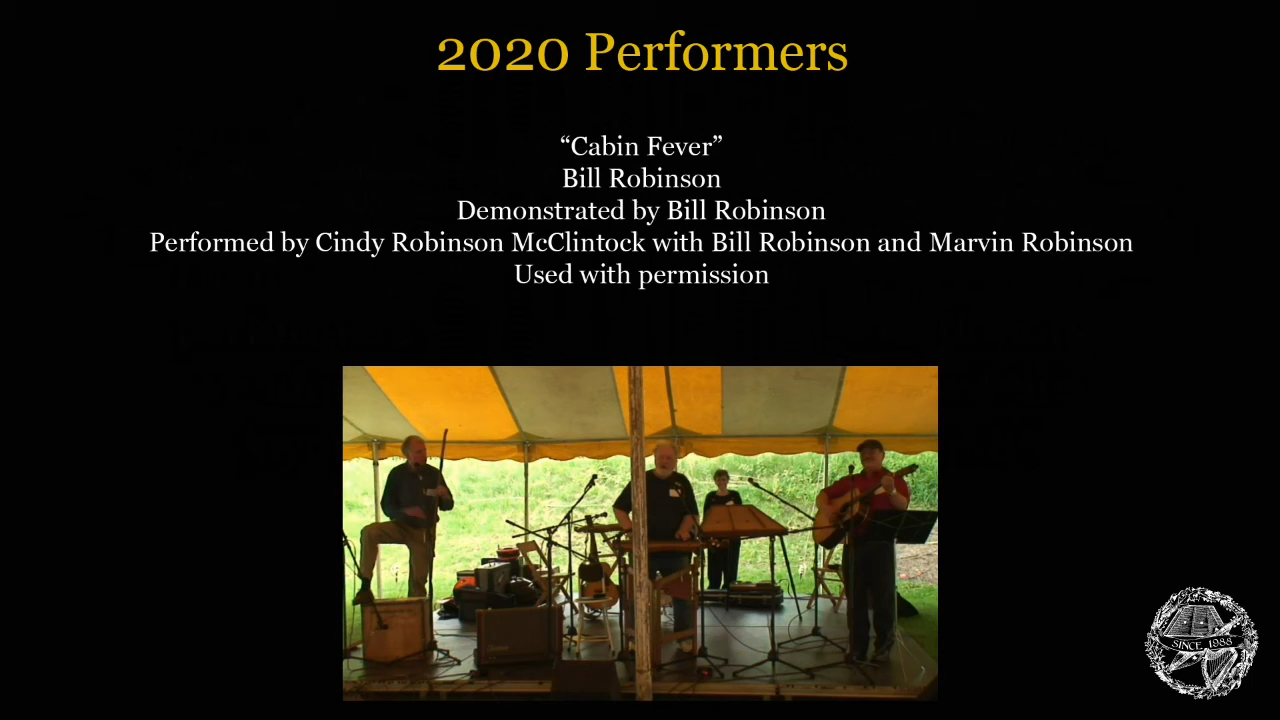 2020 Performers
“Cabin Fever”
Bill Robinson
Demonstrated by Bill Robinson
Performed by Cindy Robinson McClintock with Bill Robinson and Marvin Robinson
Used with permission
SINCE 1988